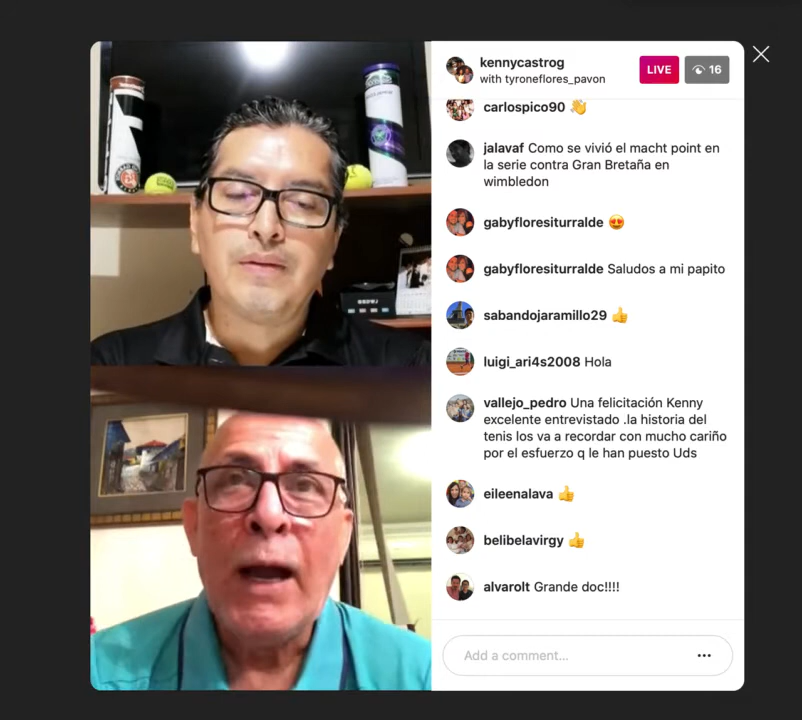 kennycastrog
with tyroneflores_pavon
LIVE
16
carlospico90 👋
jalavaf Como se vivió el macht point en
la serie contra Gran Bretaña en
wimbledon
gabyfloresiturralde 😍
gabyfloresiturralde Saludos a mi papito
sabandojaramillo29 👍
luigi_ari4s2008 Hola
vallejo_pedro Una felicitación Kenny
excelente entrevistado .la historia del
tenis los va a recordar con mucho cariño
por el esfuerzo q le han puesto Uds
eileenalava 👍
belibelavirgy 👍
alvarolt Grande doc!!!!
Add a comment...